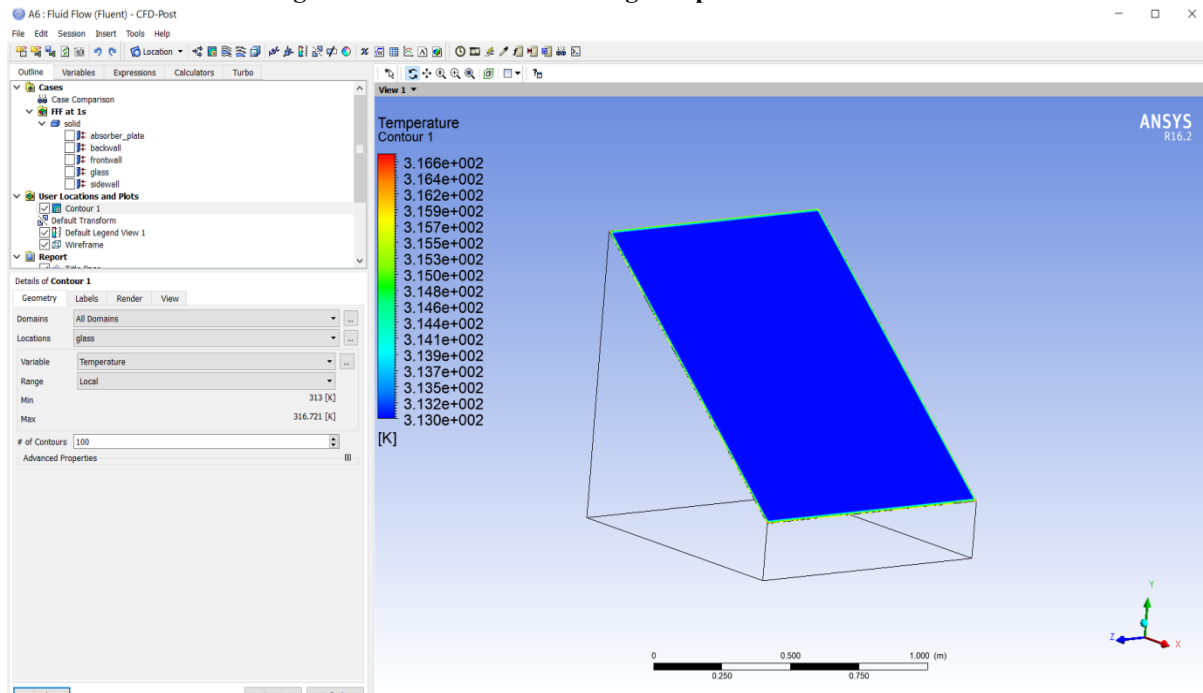 A6 : Fluid Flow (Fluent) - CFD-Post
File Edit Session Insert Tools Help
Location
Outline Variables Expressions Calculators Turbo
Cases
Case Comparison
FFF at 1s
solid
absorber_plate
backwall
frontwall
glass
sidewall
User Locations and Plots
Contour 1
Default Transform
Default Legend View 1
Wireframe
Report
Details of Contour 1
Geometry Labels Render View
Domains All Domains ...
Locations glass ...
Variable Temperature ...
Range Local
Min 313 [K]
Max 316.721 [K]
# of Contours 100
Advanced Properties
View 1
Temperature
Contour 1
3.166e+002
3.164e+002
3.162e+002
3.159e+002
3.157e+002
3.155e+002
3.153e+002
3.150e+002
3.148e+002
3.146e+002
3.144e+002
3.141e+002
3.139e+002
3.137e+002
3.135e+002
3.132e+002
3.130e+002
[K]
ANSYS
R16.2
Y
Z X
0 0.500 1.000 (m)
0.250 0.750